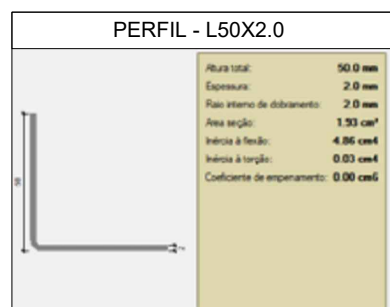 PERFIL - L50X2.0
Altura total: 50.0 mm
Espessura: 2.0 mm
Raio interno de dobramento: 2.0 mm
Área seção: 1.93 cm²
Inércia à flexão: 4.86 cm4
Inércia à torção: 0.03 cm4
Coeficiente de empenamento: 0.00 cm6
50
2